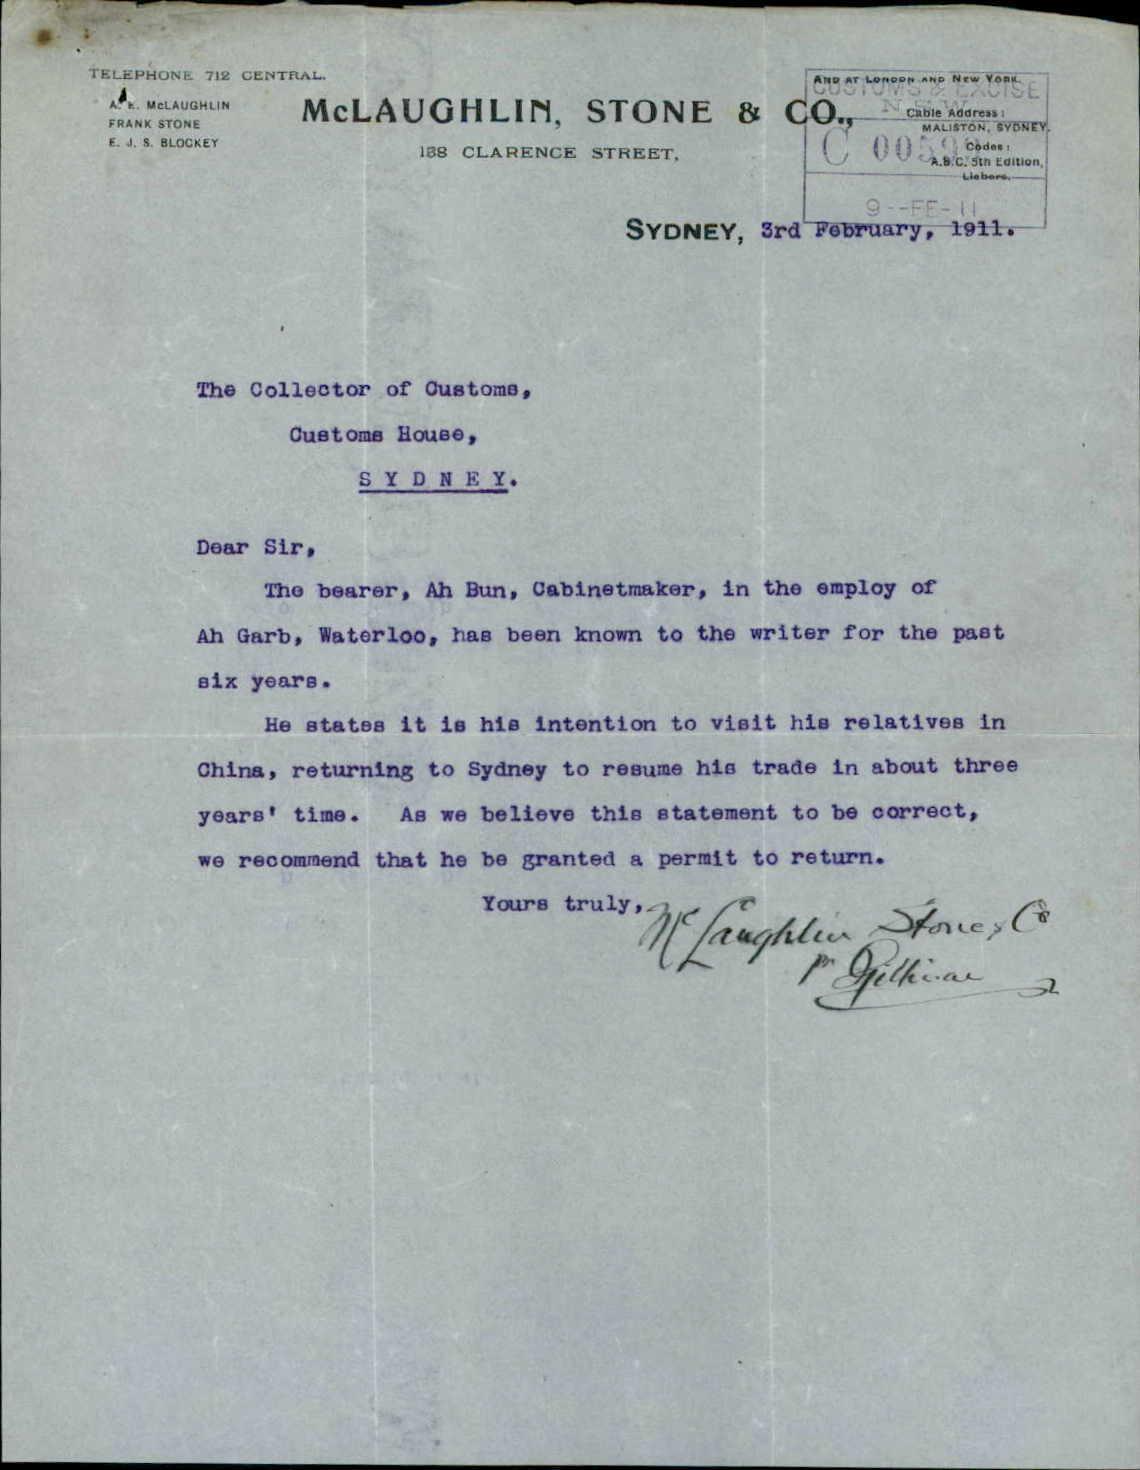 TELEPHONE 712 CENTRAL.
McLAUGHLIN
FRANK STONE
E. J. S. BLOCKEY
McLAUGHLIN, STONE & CO.,
138 CLARENCE STREET,
AND AT LONDON AND NEW YORK.
CUSTOMS & EXCISE
N.S.W.
Cable Address:
MALISTON, SYDNEY.
Codes:
A.B.C. 5th Edition,
Liebers.
9--FE-11
SYDNEY, 3rd February, 1911.
The Collector of Customs,
Customs House,
S Y D N E Y.
Dear Sir,
The bearer, Ah Bun, Cabinetmaker, in the employ of
Ah Garb, Waterloo, has been known to the writer for the past
six years.
He states it is his intention to visit his relatives in
China, returning to Sydney to resume his trade in about three
years' time. As we believe this statement to be correct,
we recommend that he be granted a permit to return.
Yours truly,
McLaughlin Stone & Co
pr